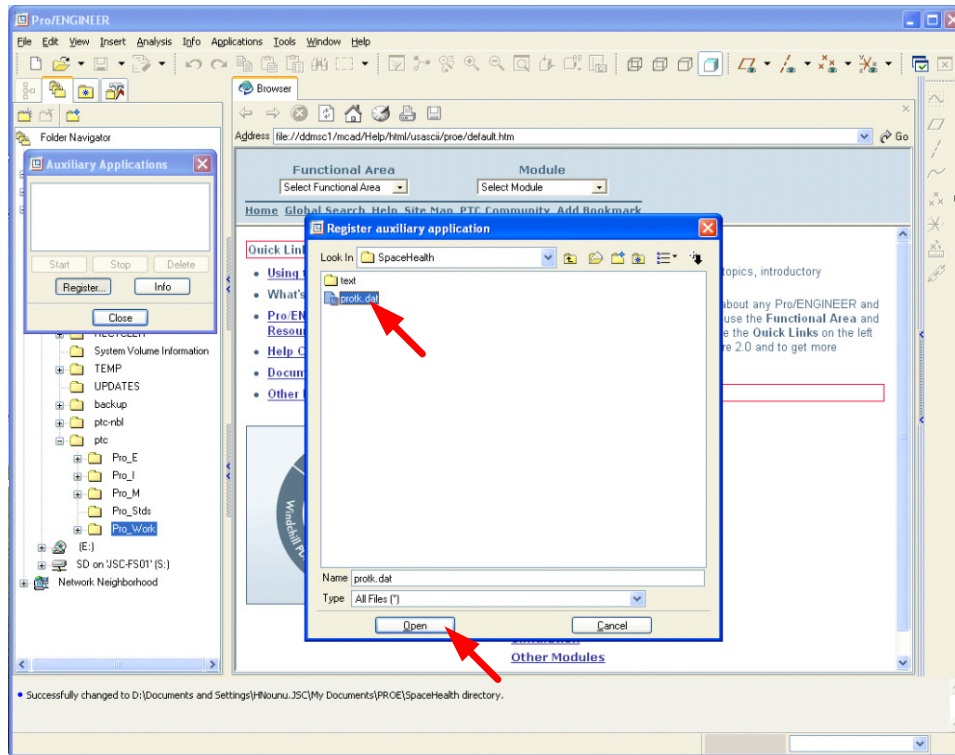 Pro/ENGINEER
File Edit View Insert Analysis Info Applications Tools Window Help
Browser
Folder Navigator
Address file://ddmsc1/mcad/Help/html/usascii/proe/default.htm Go
Auxiliary Applications
Start Stop Delete
Register... Info
Close
System Volume Information
TEMP
UPDATES
backup
ptc-nbl
ptc
Pro_E
Pro_I
Pro_M
Pro_Stds
Pro_Work
(E:)
SD on 'JSC-FS01' (S:)
Network Neighborhood
Functional Area Module
Select Functional Area Select Module
Home Global Search Help Site Map PTC Community Add Bookmark
Quick Lin
Using
What's
Pro/EN
Resour
Help C
Docum
Other
topics, introductory
about any Pro/ENGINEER and
use the Functional Area and
e the Quick Links on the left
re 2.0 and to get more
Windchill
Other Modules
Register auxiliary application
Look In SpaceHealth
text
protk.dat
Name protk.dat
Type All Files (*)
Open Cancel
Successfully changed to D:\Documents and Settings\HNounu.JSC\My Documents\PROE\SpaceHealth directory.